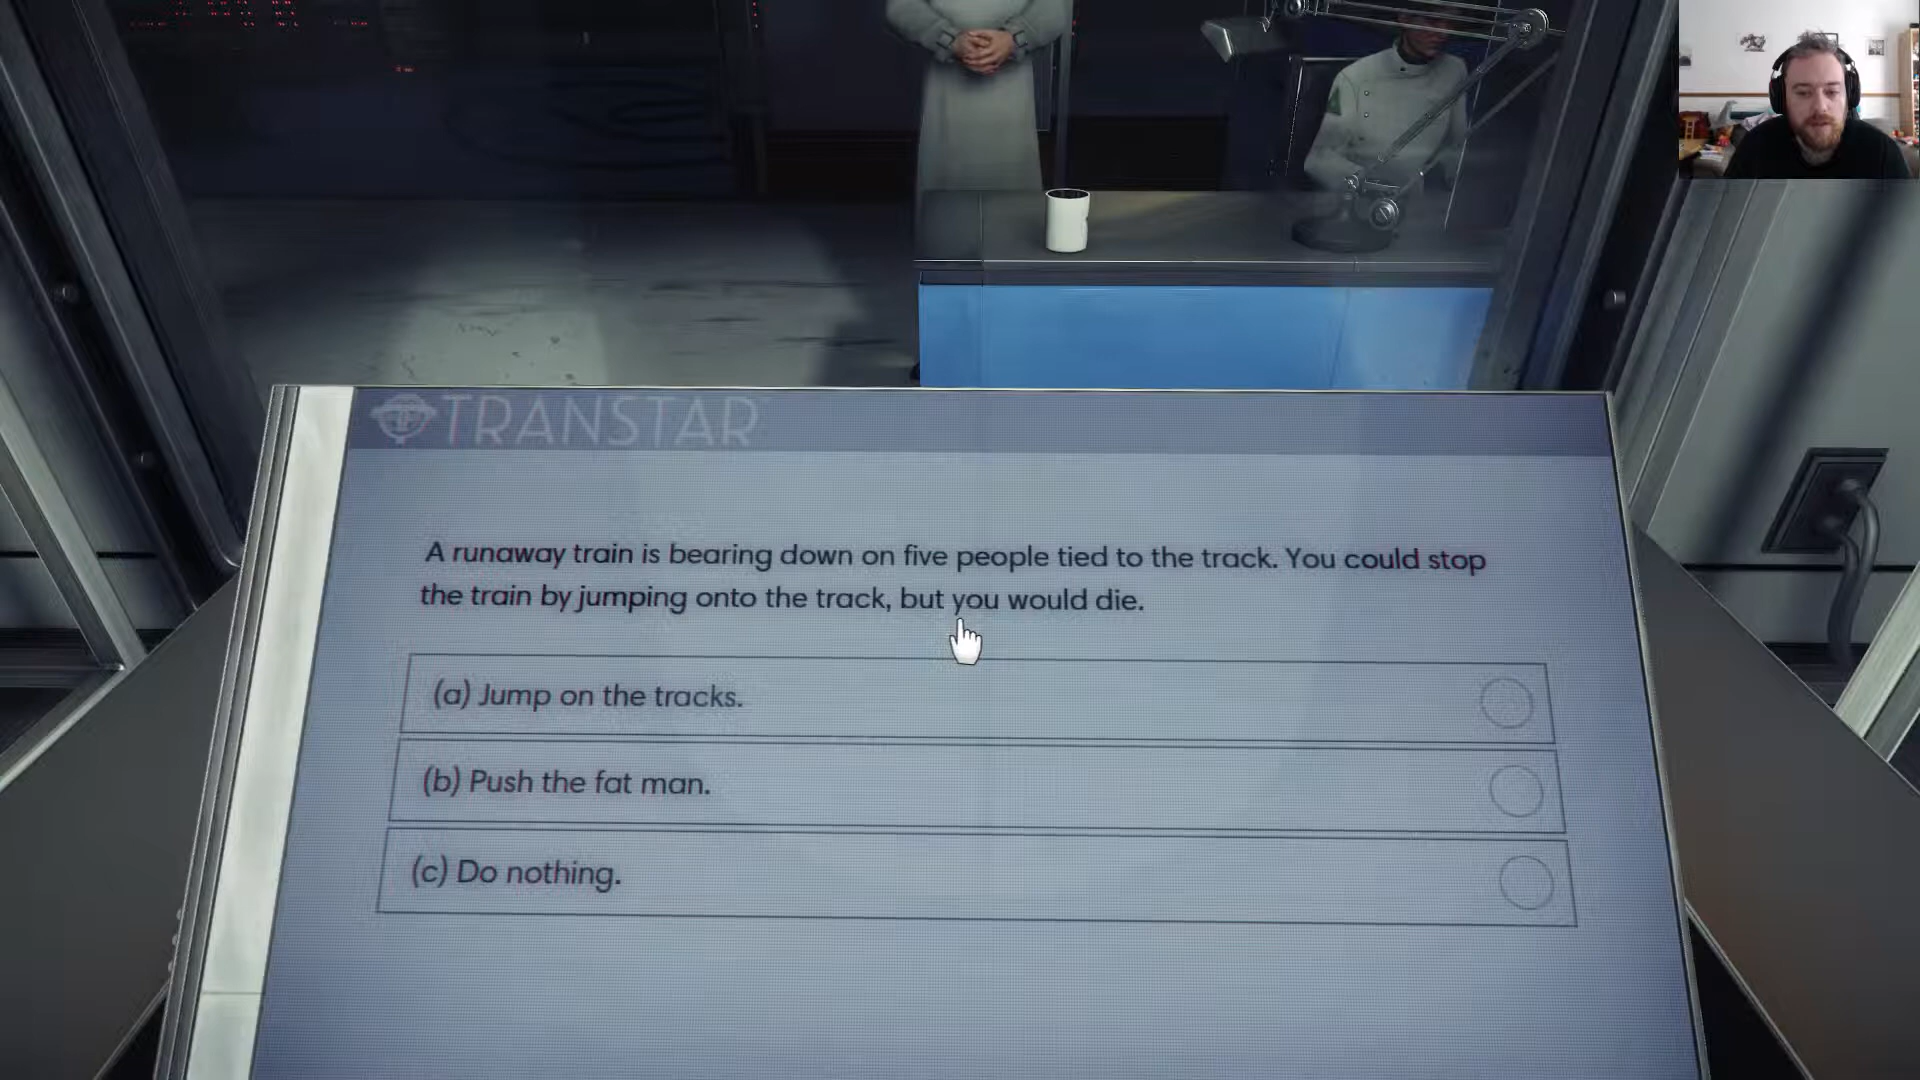 TRANSTAR
A runaway train is bearing down on five people tied to the track. You could stop
the train by jumping onto the track, but you would die.
(a) Jump on the tracks.
(b) Push the fat man.
(c) Do nothing.